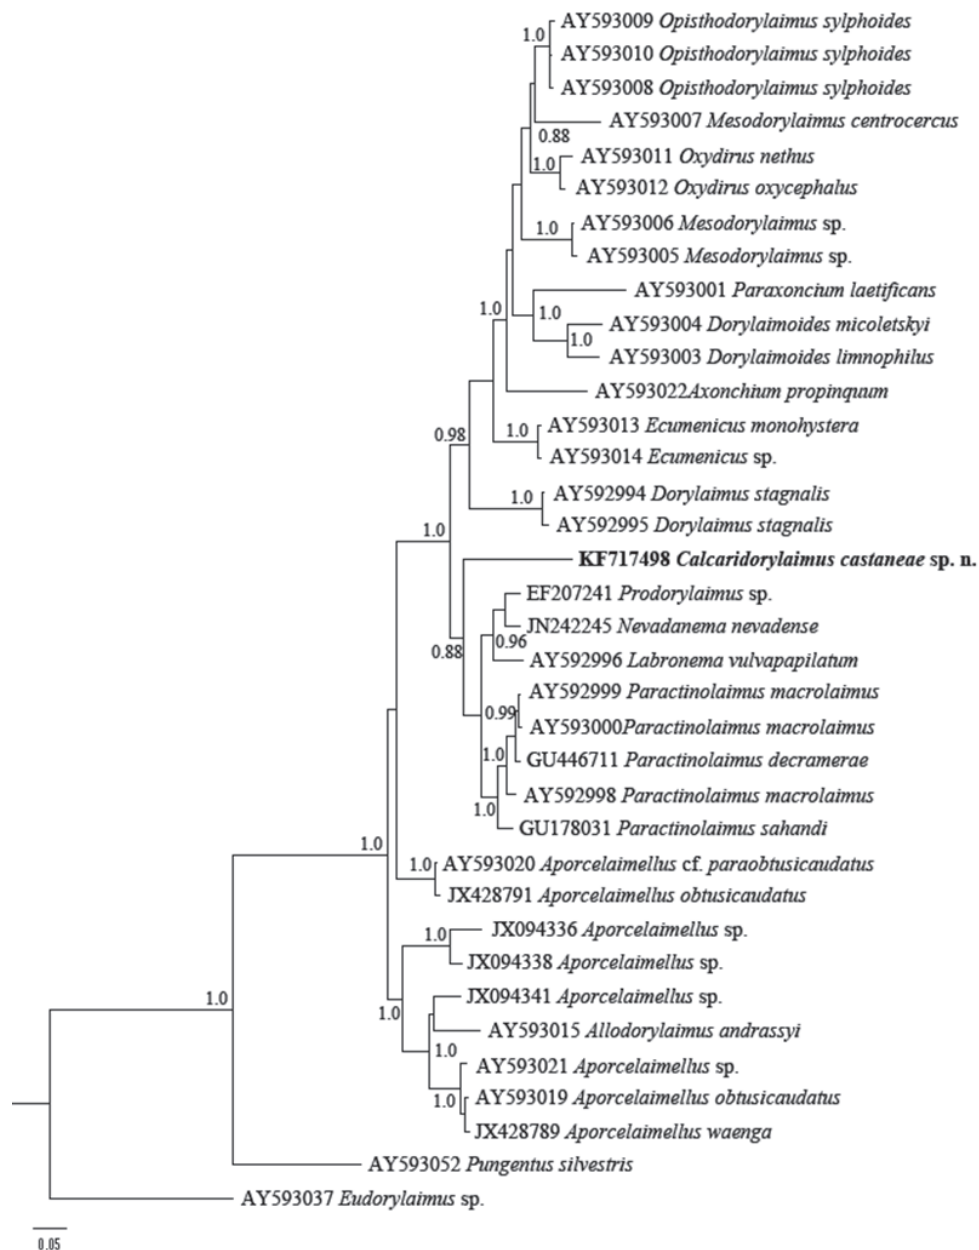 AY593009 Opisthodorylaimus sylphoides
1.0
AY593010 Opisthodorylaimus sylphoides
AY593008 Opisthodorylaimus sylphoides
AY593007 Mesodorylaimus centrocercus
0.88
AY593011 Oxydirus nethus
1.0
AY593012 Oxydirus oxycephalus
AY593006 Mesodorylaimus sp.
1.0
AY593005 Mesodorylaimus sp.
AY593001 Paraxoncium laetificans
1.0
1.0
AY593004 Dorylaimoides micoletskyi
1.0
AY593003 Dorylaimoides limnophilus
AY593022Axonchium propinquum
AY593013 Ecumenicus monohystera
0.98
1.0
AY593014 Ecumenicus sp.
AY592994 Dorylaimus stagnalis
1.0
AY592995 Dorylaimus stagnalis
1.0
KF717498 Calcaridorylaimus castaneae sp. n.
EF207241 Prodorylaimus sp.
JN242245 Nevadanema nevadense
0.96
0.88
AY592996 Labronema vulvapapilatum
AY592999 Paractinolaimus macrolaimus
0.99
AY593000Paractinolaimus macrolaimus
1.0
GU446711 Paractinolaimus decramerae
AY592998 Paractinolaimus macrolaimus
1.0
GU178031 Paractinolaimus sahandi
1.0
1.0
AY593020 Aporcelaimellus cf. paraobtusicaudatus
JX428791 Aporcelaimellus obtusicaudatus
JX094336 Aporcelaimellus sp.
1.0
JX094338 Aporcelaimellus sp.
1.0
JX094341 Aporcelaimellus sp.
1.0
AY593015 Allodorylaimus andrassyi
1.0
AY593021 Aporcelaimellus sp.
1.0
AY593019 Aporcelaimellus obtusicaudatus
JX428789 Aporcelaimellus waenga
AY593052 Pungentus silvestris
AY593037 Eudorylaimus sp.
0.05